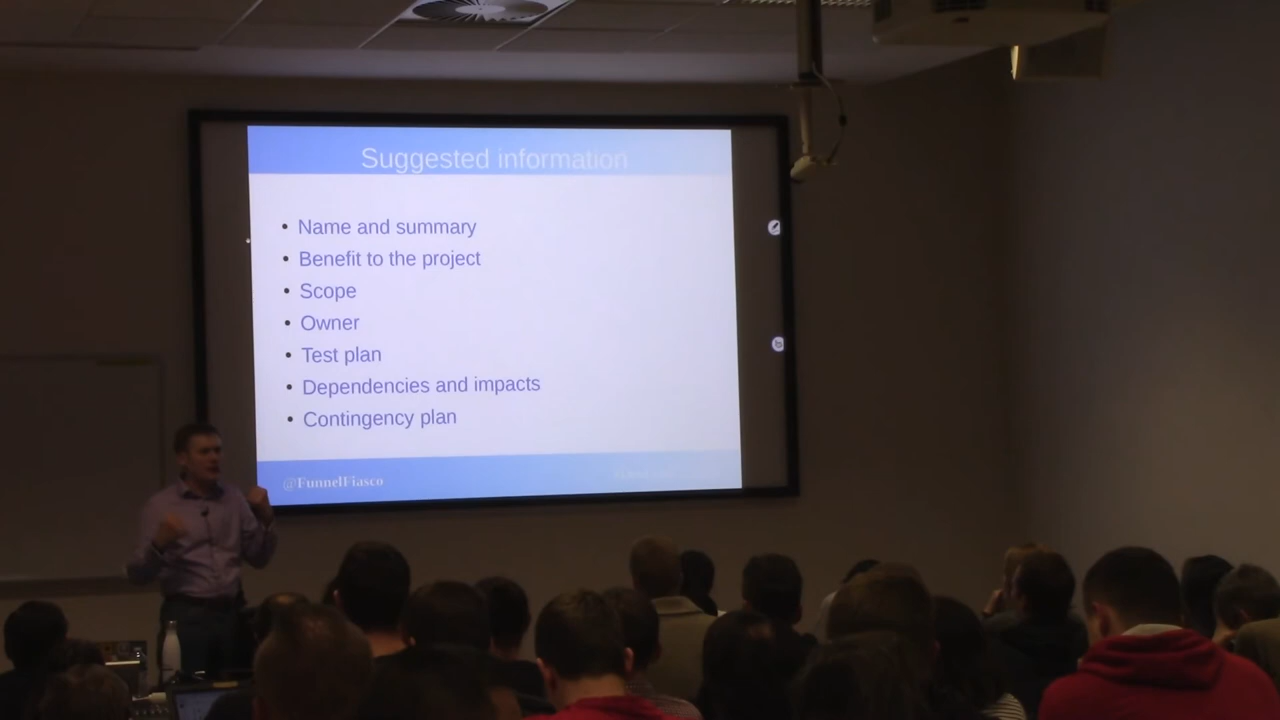 Suggested information
• Name and summary
• Benefit to the project
• Scope
• Owner
• Test plan
• Dependencies and impacts
• Contingency plan
@FunnelFiasco